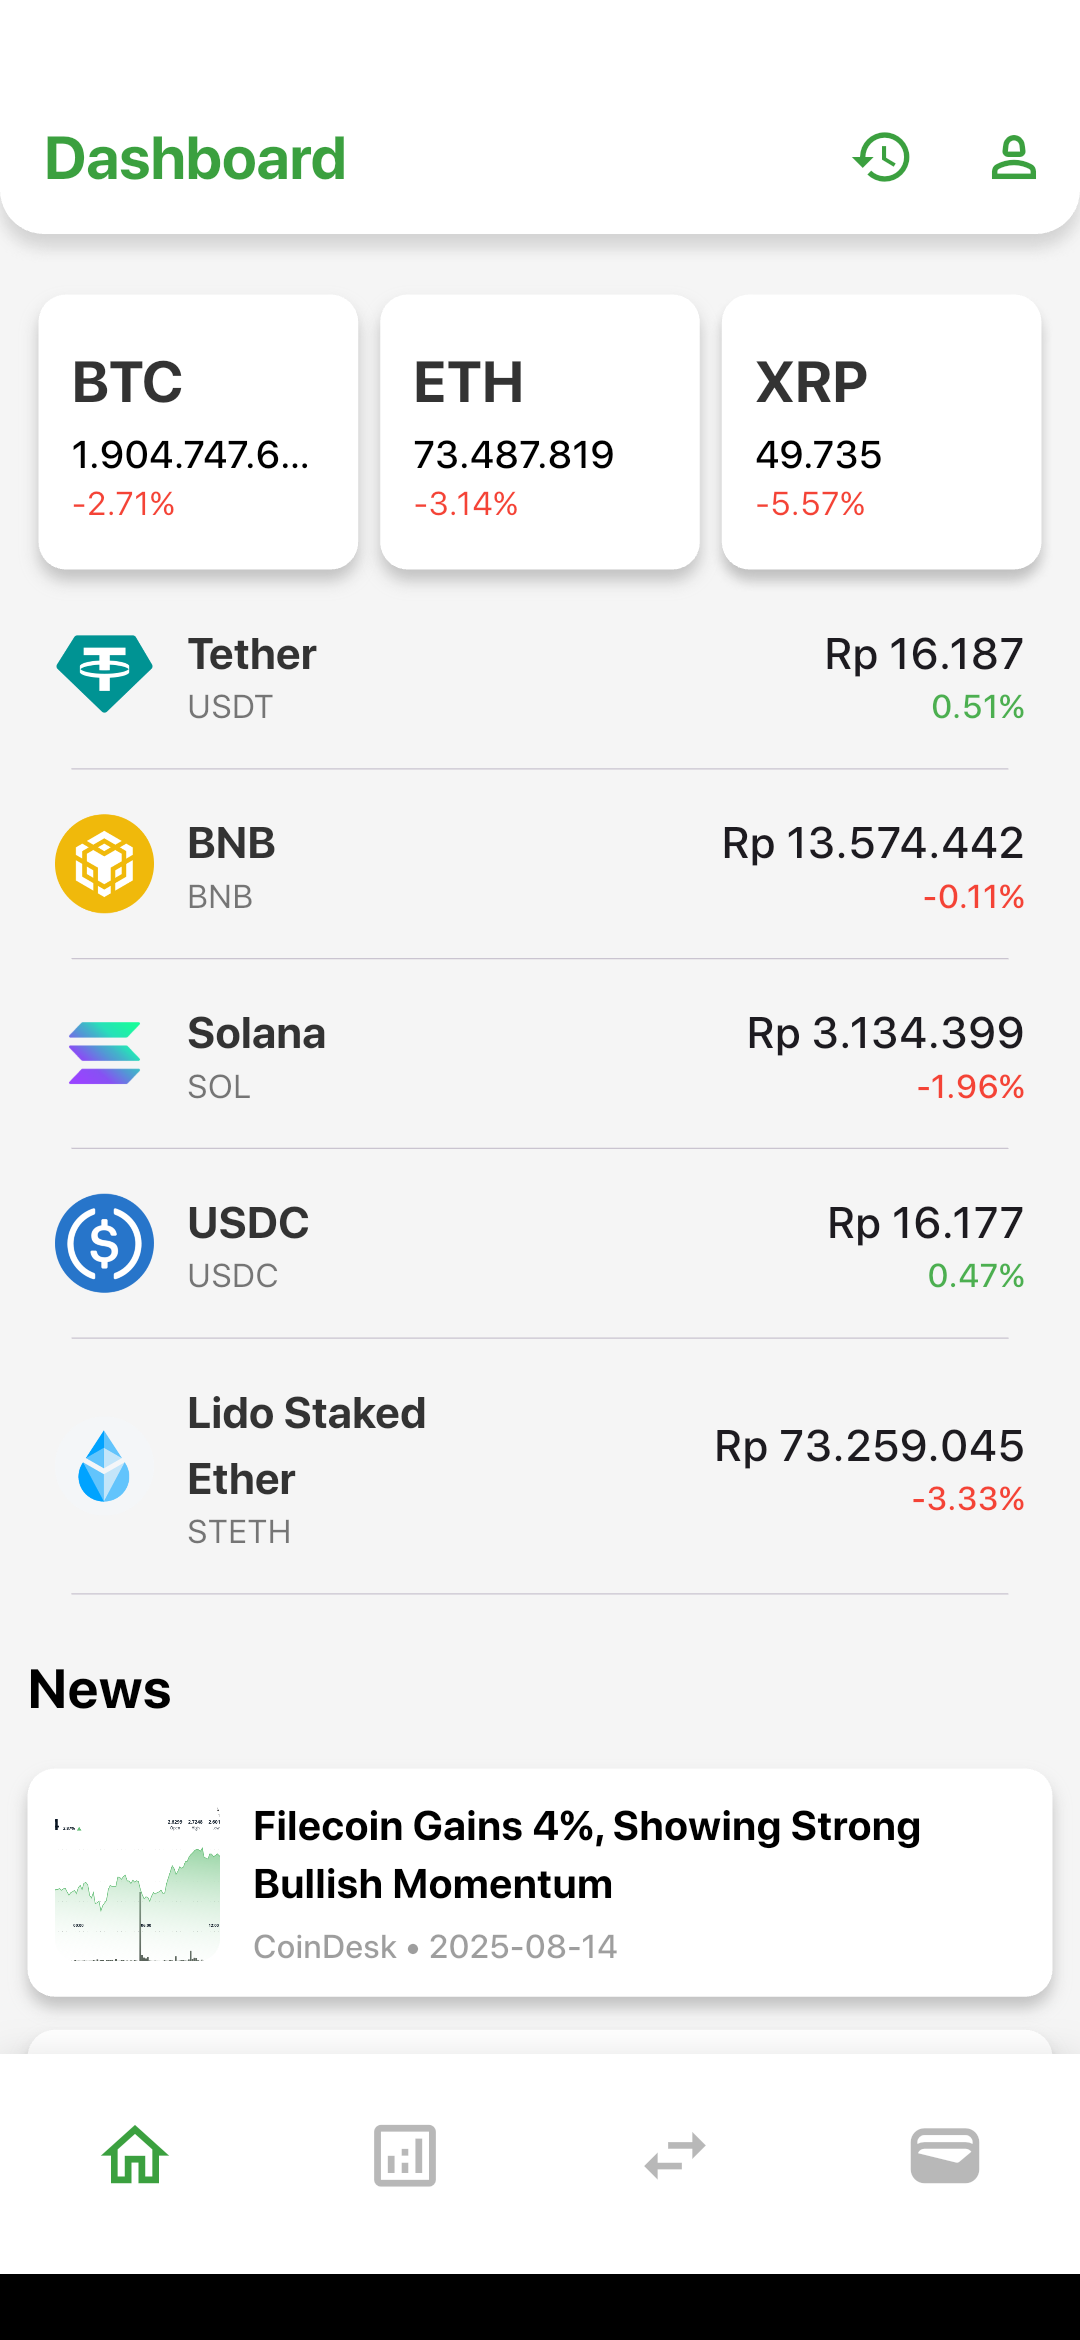 Dashboard
BTC
1.904.747.6...
-2.71%
ETH
73.487.819
-3.14%
XRP
49.735
-5.57%
Tether
USDT
Rp 16.187
0.51%
BNB
BNB
Rp 13.574.442
-0.11%
Solana
SOL
Rp 3.134.399
-1.96%
USDC
USDC
Rp 16.177
0.47%
Lido Staked
Ether
STETH
Rp 73.259.045
-3.33%
News
Filecoin Gains 4%, Showing Strong
Bullish Momentum
CoinDesk • 2025-08-14